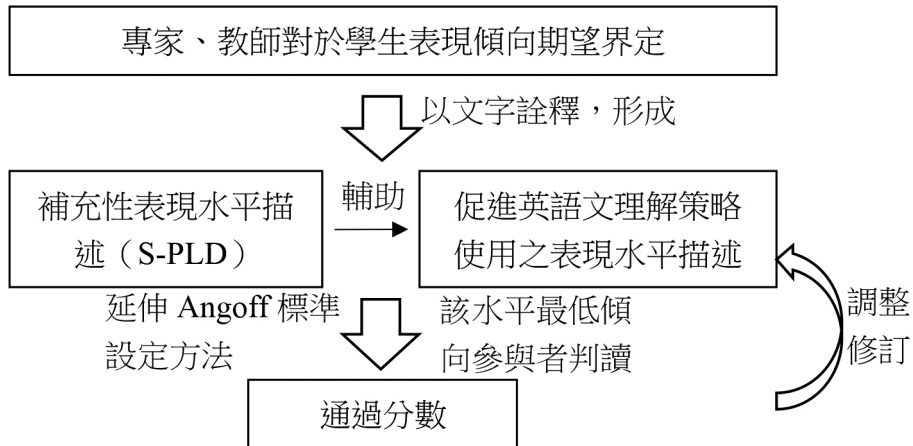 專家、教師對於學生表現傾向期望界定
以文字詮釋，形成
補充性表現水平描
述（S-PLD）
輔助
促進英語文理解策略
使用之表現水平描述
延伸 Angoff 標準
設定方法
該水平最低傾
向參與者判讀
調整
修訂
通過分數